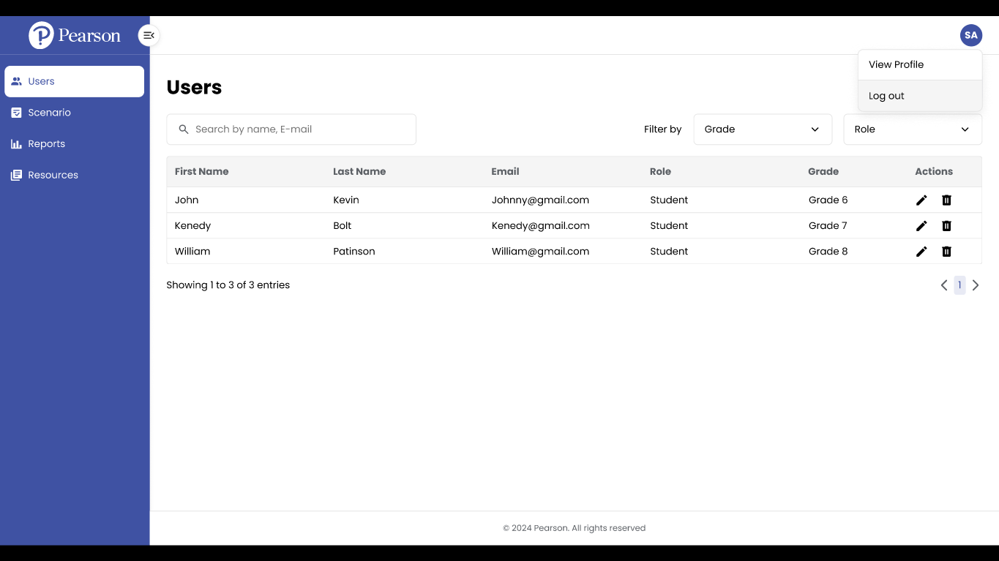 Pearson
SA
View Profile
Log out
Users
Scenario
Reports
Resources
Users
Search by name, E-mail
Filter by
Grade
Role
First Name Last Name Email Role Grade Actions
John Kevin Johnny@gmail.com Student Grade 6
Kenedy Bolt Kenedy@gmail.com Student Grade 7
William Patinson William@gmail.com Student Grade 8
Showing 1 to 3 of 3 entries
1
© 2024 Pearson. All rights reserved